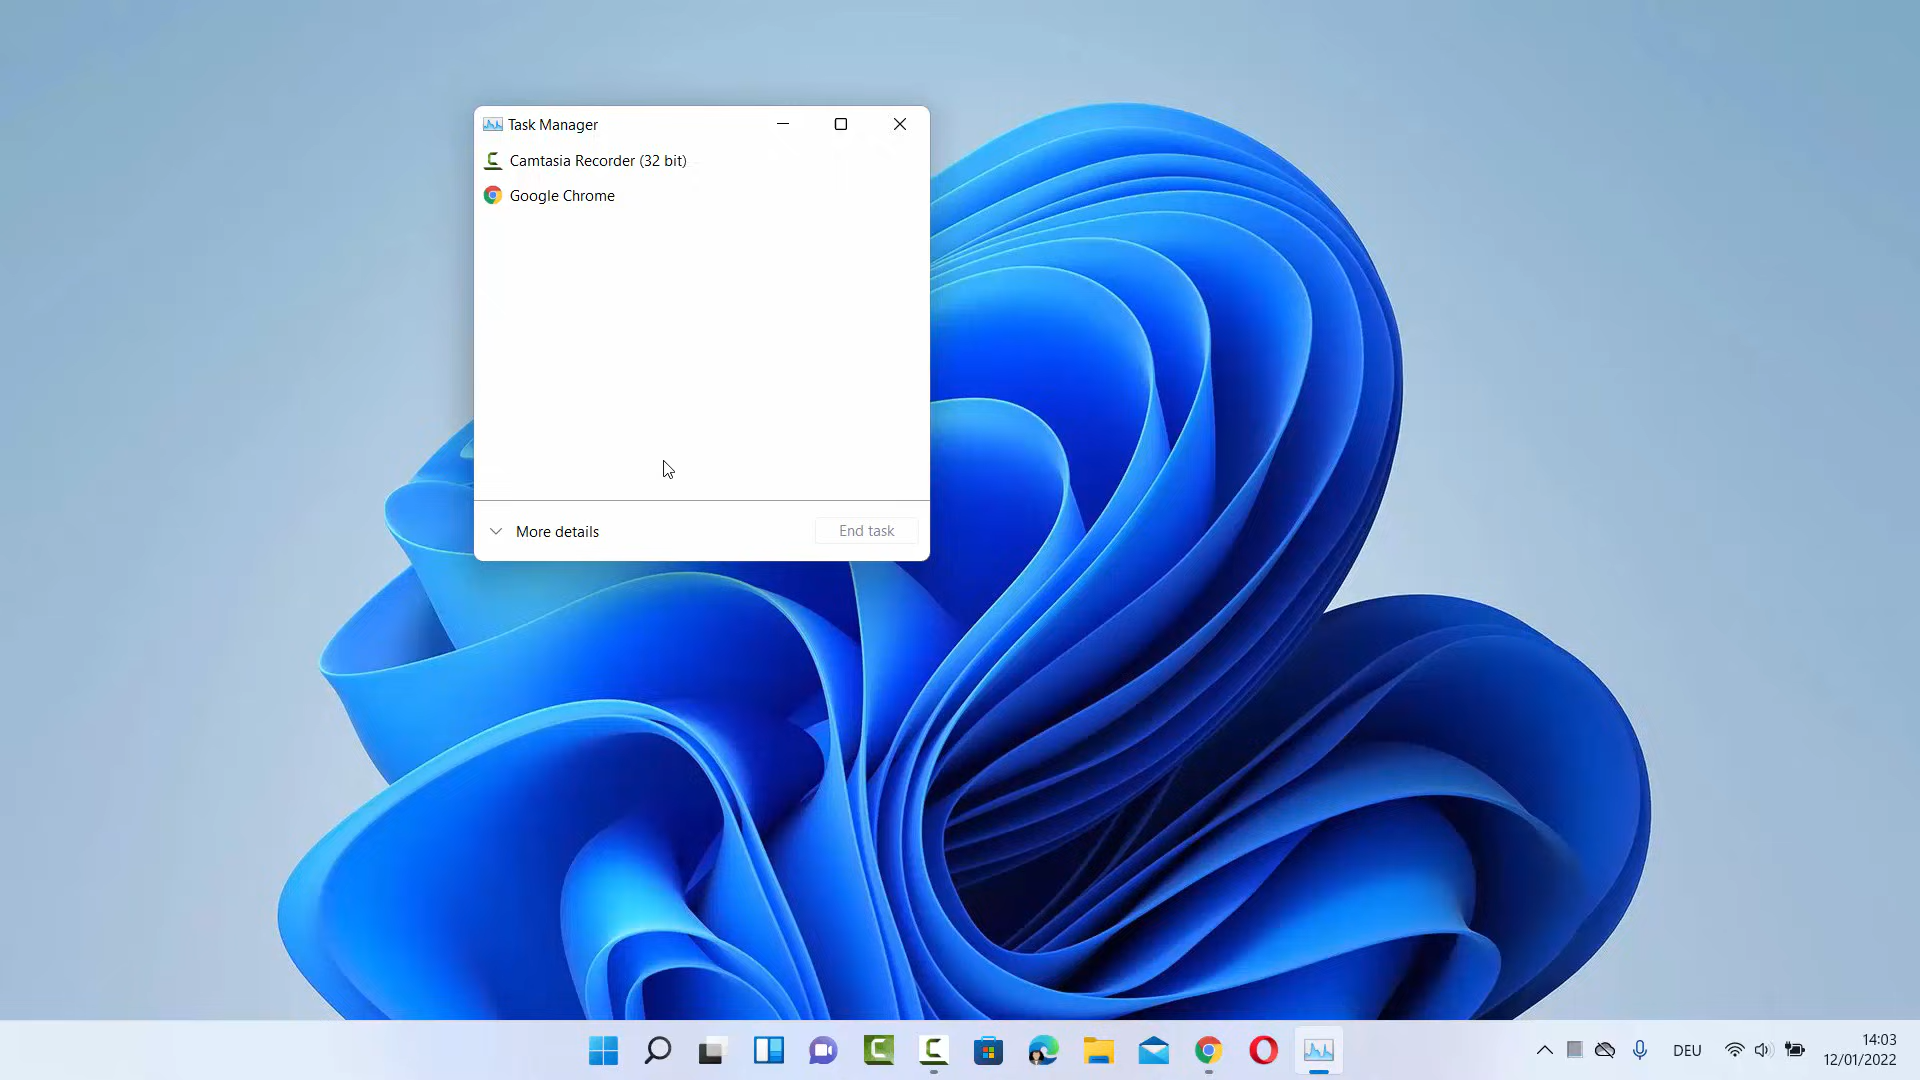 Task Manager
Camtasia Recorder (32 bit)
Google Chrome
More details
End task
DEU
14:03
12/01/2022